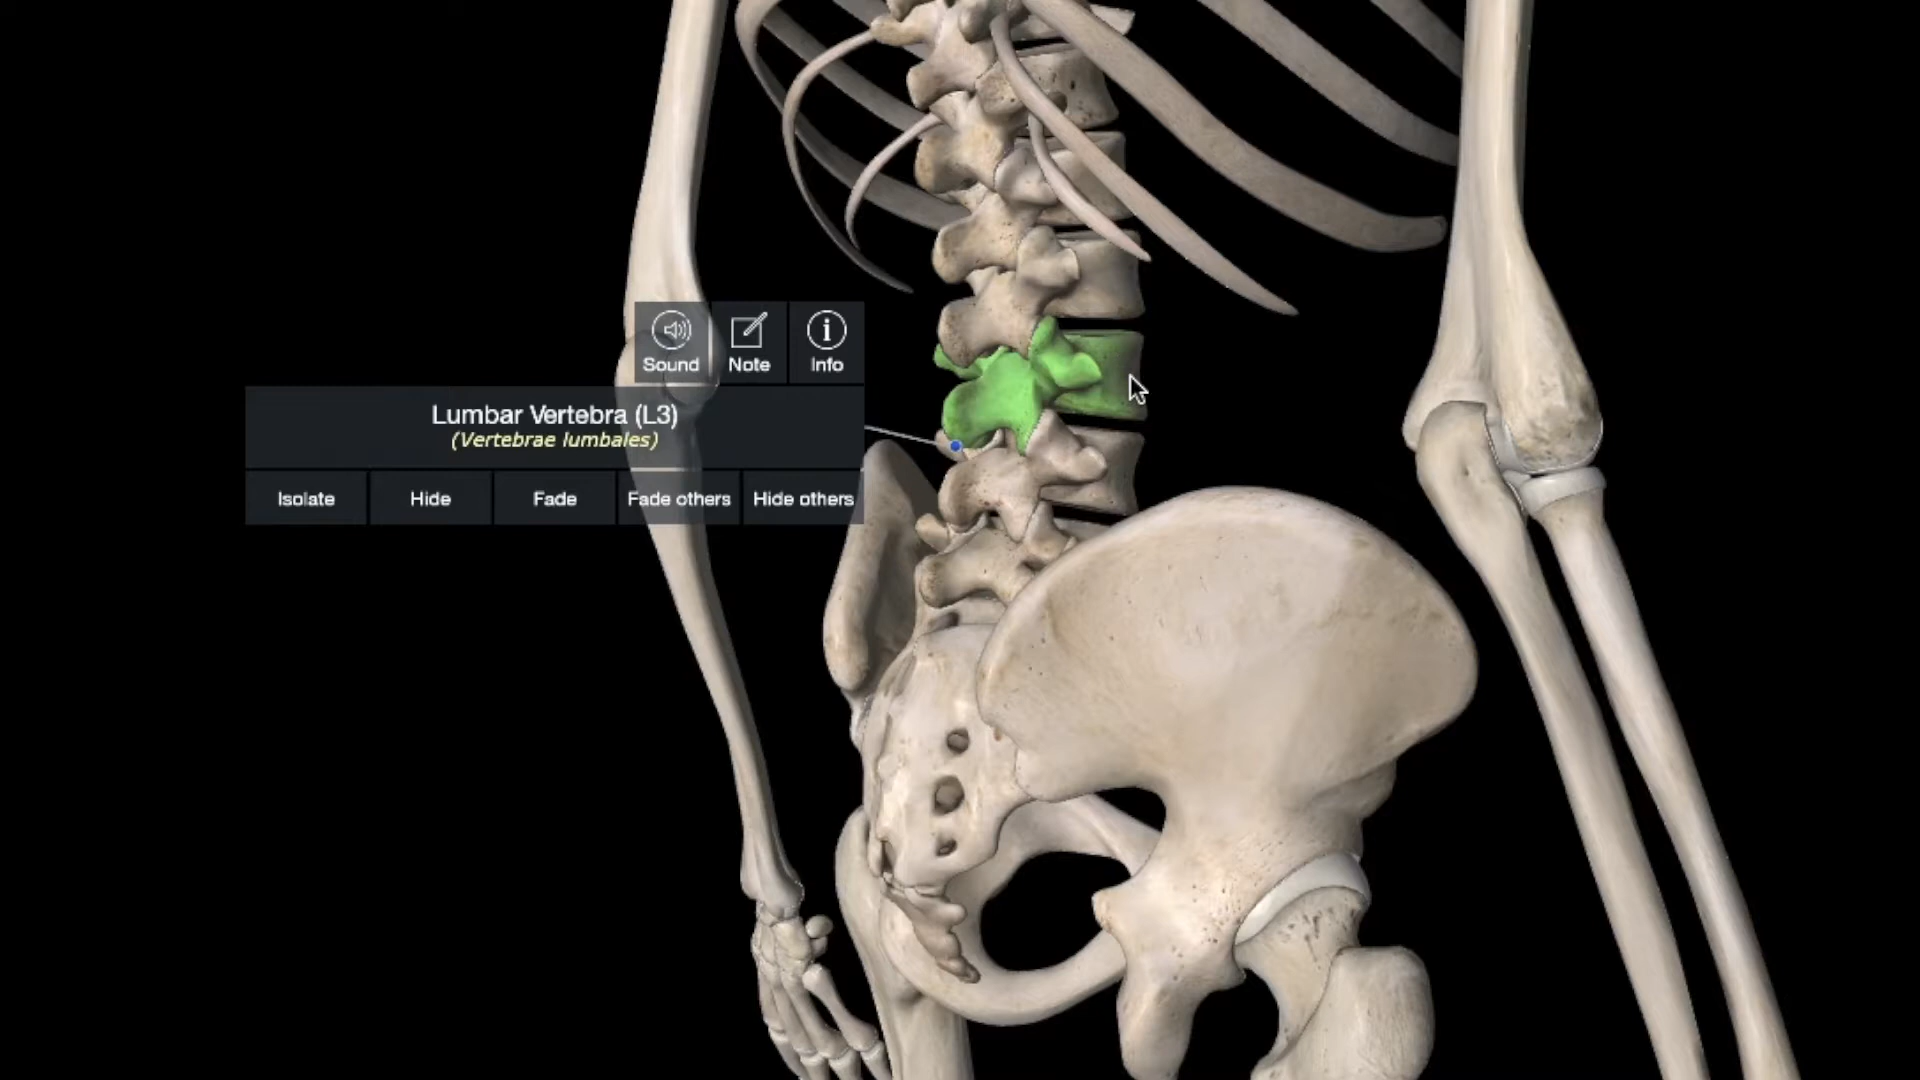 Sound
Note
Info
Lumbar Vertebra (L3)
(Vertebrae lumbales)
Isolate
Hide
Fade
Fade others
Hide others